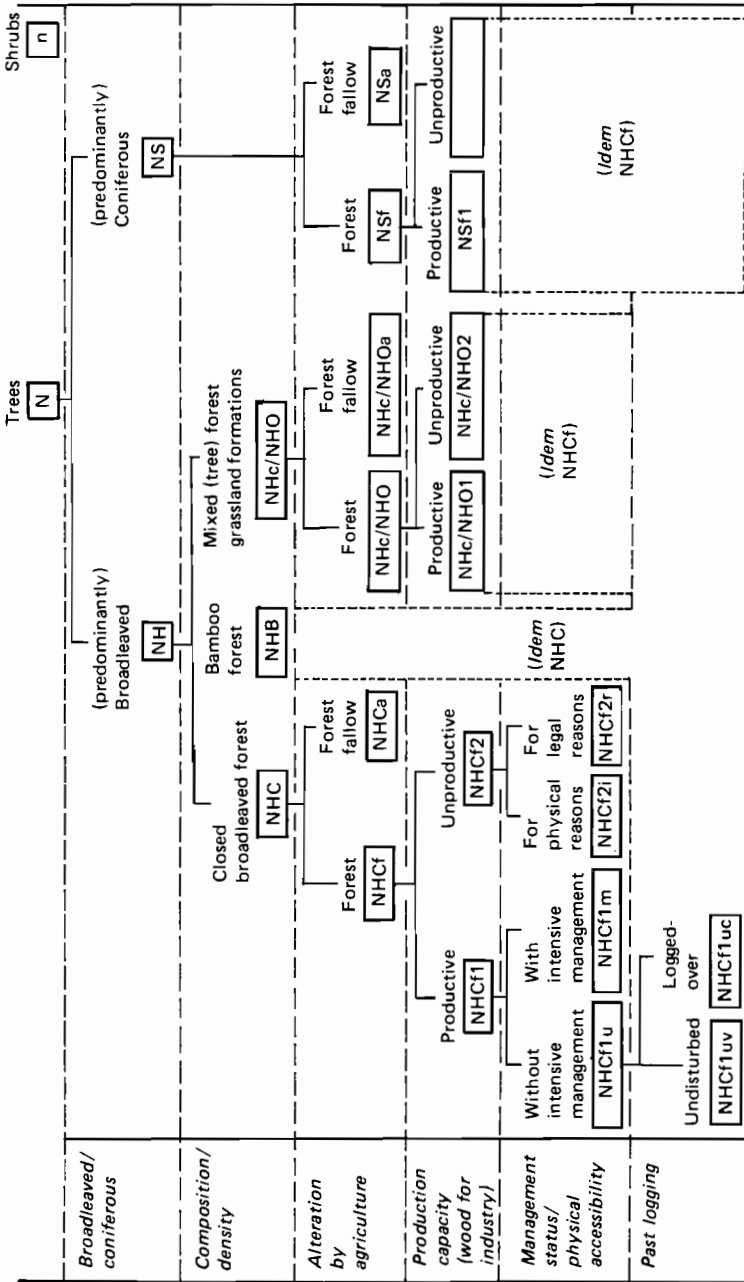 Trees
N
Shrubs
n
Broadleaved/
coniferous
(predominantly)
Broadleaved
NH
(predominantly)
Coniferous
NS
Composition/
density
Closed
broadleaved forest
NHC
Bamboo
forest
NHB
Mixed (tree) forest
grassland formations
NHc/NHO
Alteration
by
agriculture
Forest
NHCf
Forest
fallow
NHCa
Forest
NHc/NHO
Forest
fallow
NHc/NHOa
Forest
NSf
Forest
fallow
NSa
Production
capacity
(wood for
industry)
Productive
NHCf1
Unproductive
NHCf2
(Idem
NHC)
Productive
NHc/NHO1
Unproductive
NHc/NHO2
Productive
NSf1
Unproductive
Management
status/
physical
accessibility
Without
intensive
management
NHCf1u
With
intensive
management
NHCf1m
For
physical
reasons
NHCf2i
For
legal
reasons
NHCf2r
(Idem
NHCf)
(Idem
NHCf)
Past logging
Undisturbed
NHCf1uv
Logged-
over
NHCf1uc